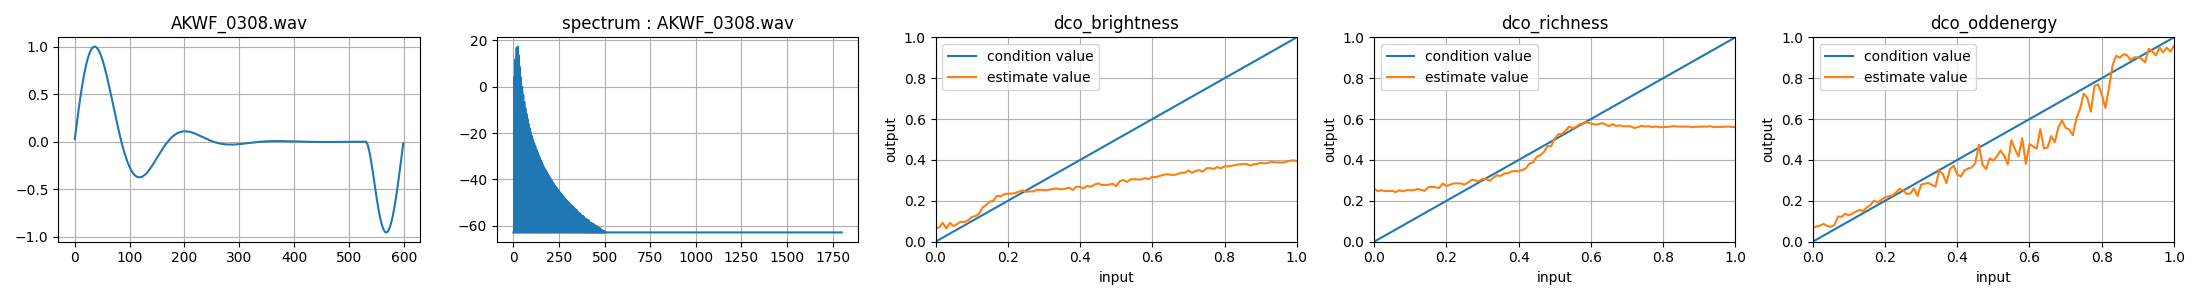 AKWF_0308.wav
1.0
0.5
0.0
−0.5
−1.0
0 100 200 300 400 500 600
spectrum : AKWF_0308.wav
20
0
−20
−40
−60
0 250 500 750 1000 1250 1500 1750
dco_brightness
condition value
estimate value
output
1.0
0.8
0.6
0.4
0.2
0.0
0.0 0.2 0.4 0.6 0.8 1.0
input
dco_richness
condition value
estimate value
output
1.0
0.8
0.6
0.4
0.2
0.0
0.0 0.2 0.4 0.6 0.8 1.0
input
dco_oddenergy
condition value
estimate value
output
1.0
0.8
0.6
0.4
0.2
0.0
0.0 0.2 0.4 0.6 0.8 1.0
input